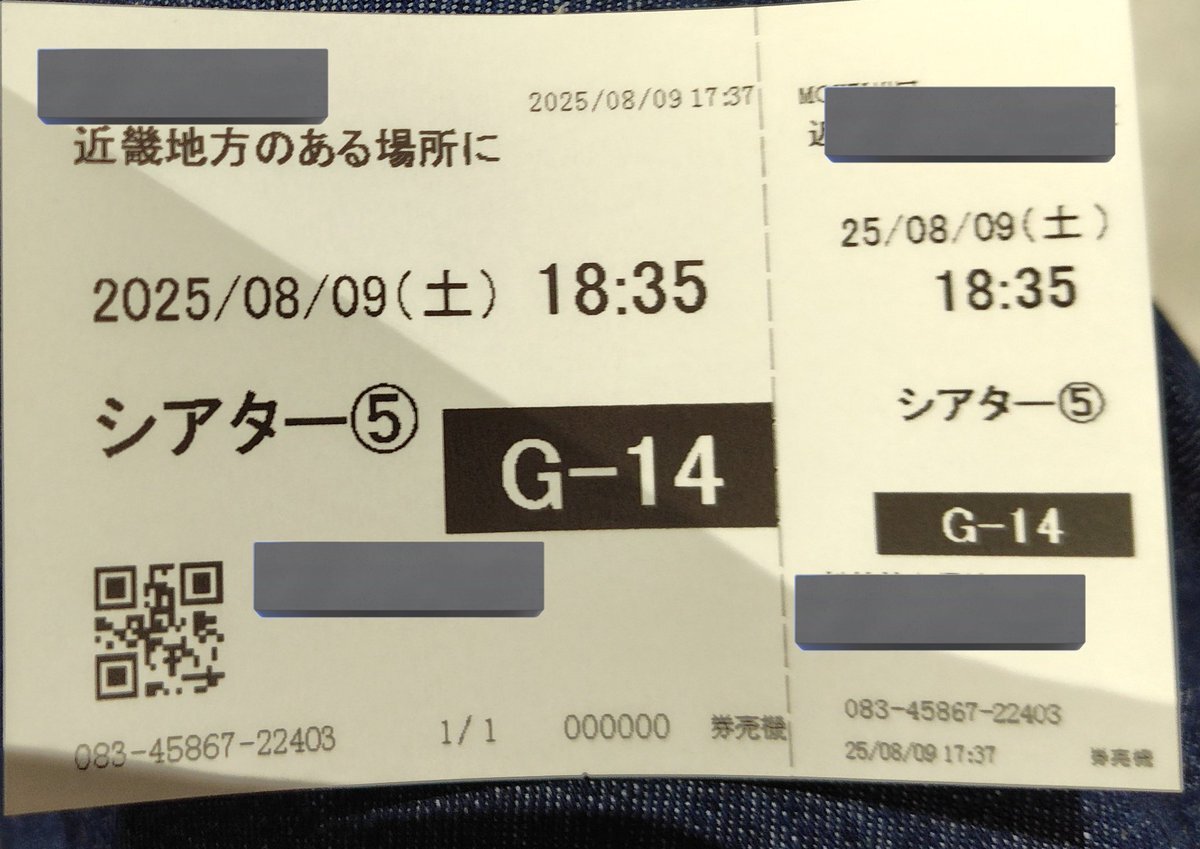 2025/08/09 17:37
近畿地方のある場所に
2025/08/09(土) 18:35
シアター⑤
G-14
083-45867-22403
1/1
000000
券売機
25/08/09(土)
18:35
シアター⑤
G-14
083-45867-22403
25/08/09 17:37
券売機